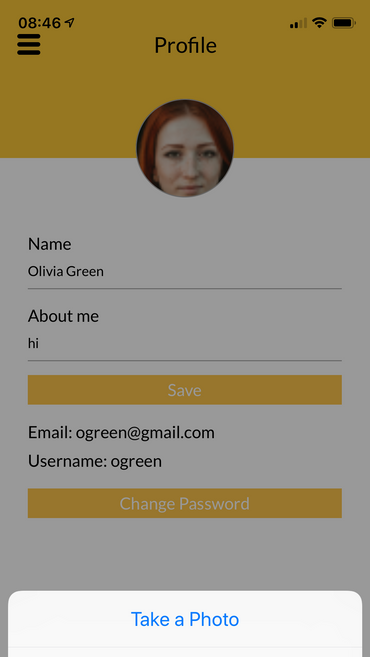 08:46
Profile
Name
Olivia Green
About me
hi
Save
Email: ogreen@gmail.com
Username: ogreen
Change Password
Take a Photo